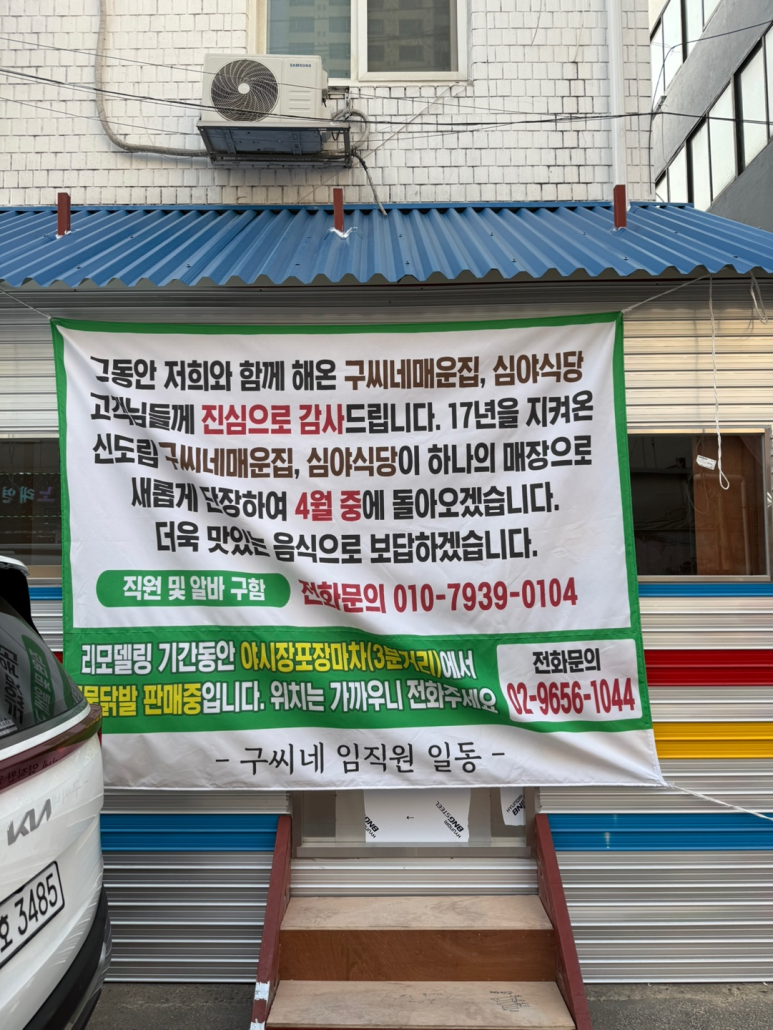 SAMSUNG
그동안 저희와 함께 해온 구씨네매운집, 심야식당
고객님들께 진심으로 감사드립니다. 17년을 지켜온
신도림구씨네매운집, 심야식당이 하나의 매장으로
새롭게 단장하여 4월 중에 돌아오겠습니다.
더욱 맛있는 음식으로 보답하겠습니다.
직원 및 알바 구함 전화문의 010-7939-0104
리모델링 기간동안 야시장포장마차(3분거리)에서
닭발 판매중입니다. 위치는 가까우니 전화주세요
전화문의
02-9656-1044
- 구씨네 임직원 일동 -
HYUNDAI
BNG STEEL
BNG
KIA
호 3485